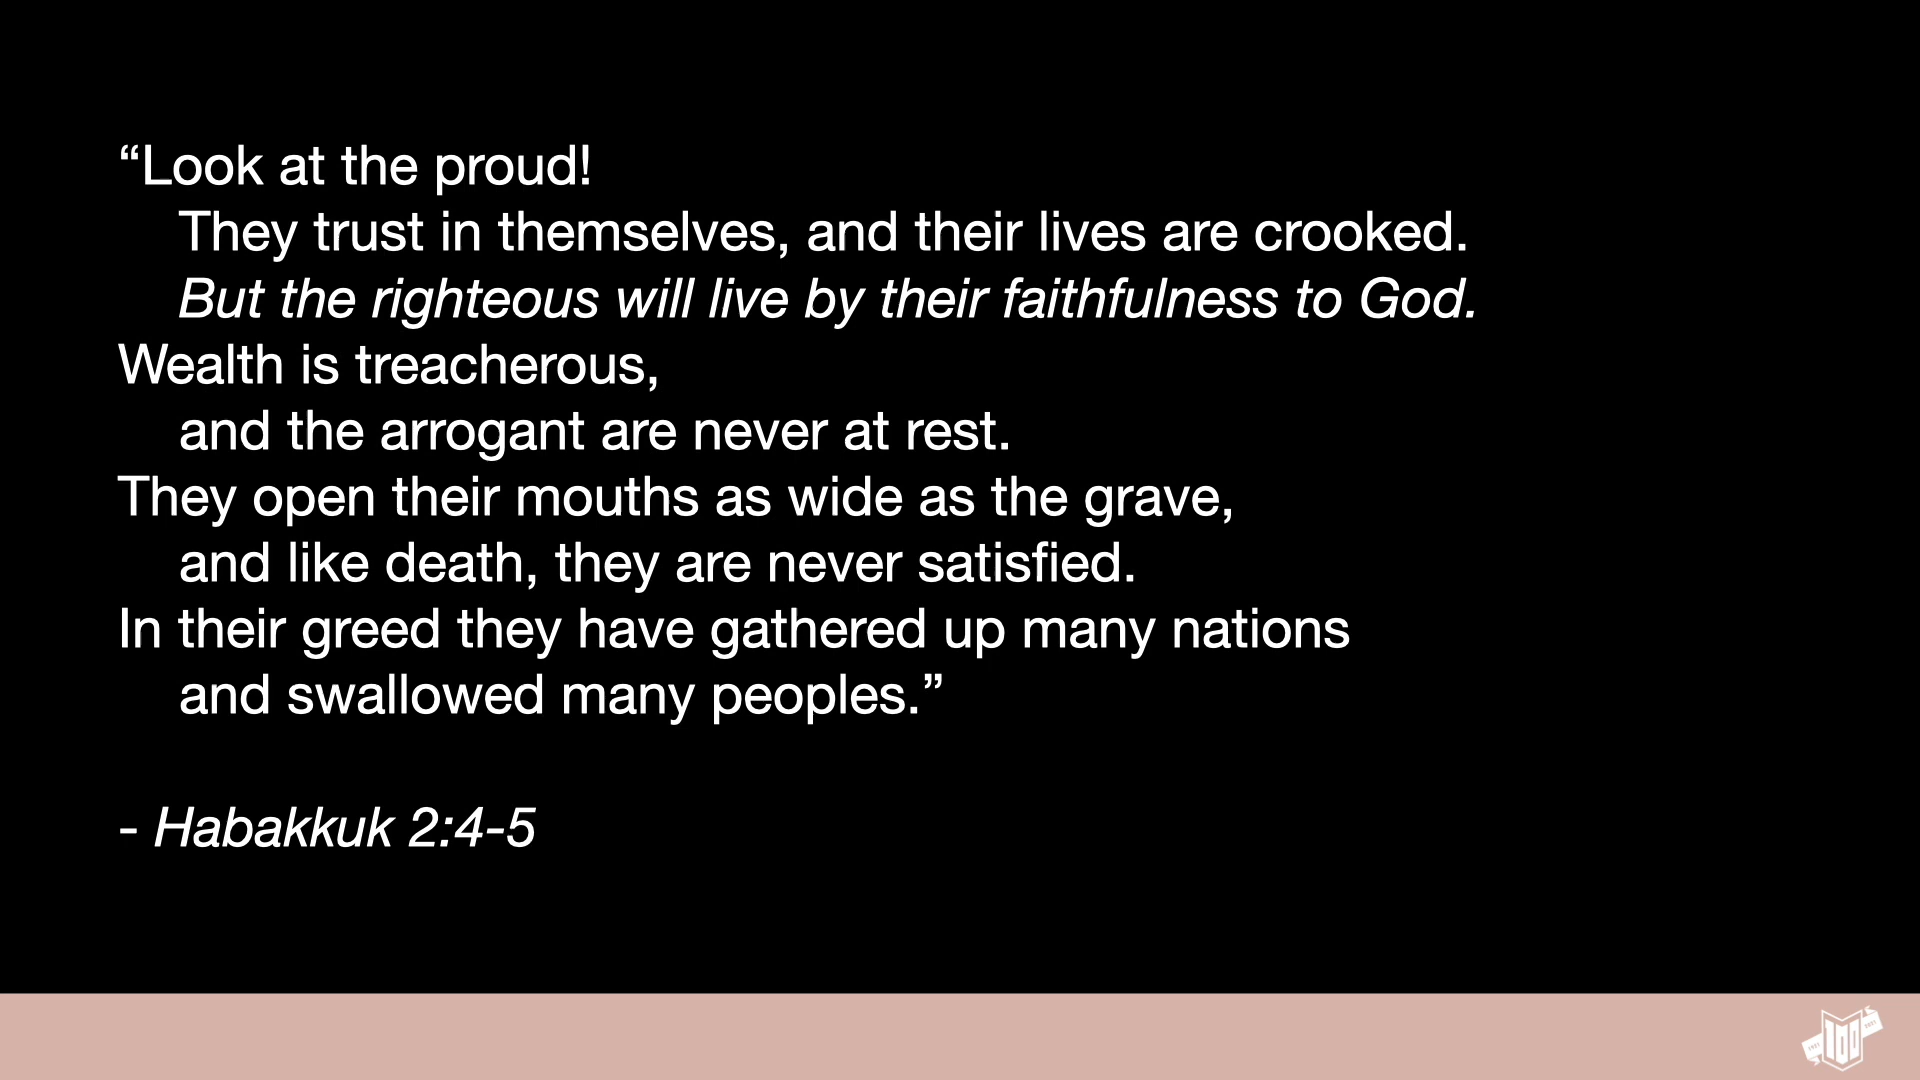 “Look at the proud!
They trust in themselves, and their lives are crooked.
But the righteous will live by their faithfulness to God.
Wealth is treacherous,
and the arrogant are never at rest.
They open their mouths as wide as the grave,
and like death, they are never satisfied.
In their greed they have gathered up many nations
and swallowed many peoples.”
- Habakkuk 2:4-5
100